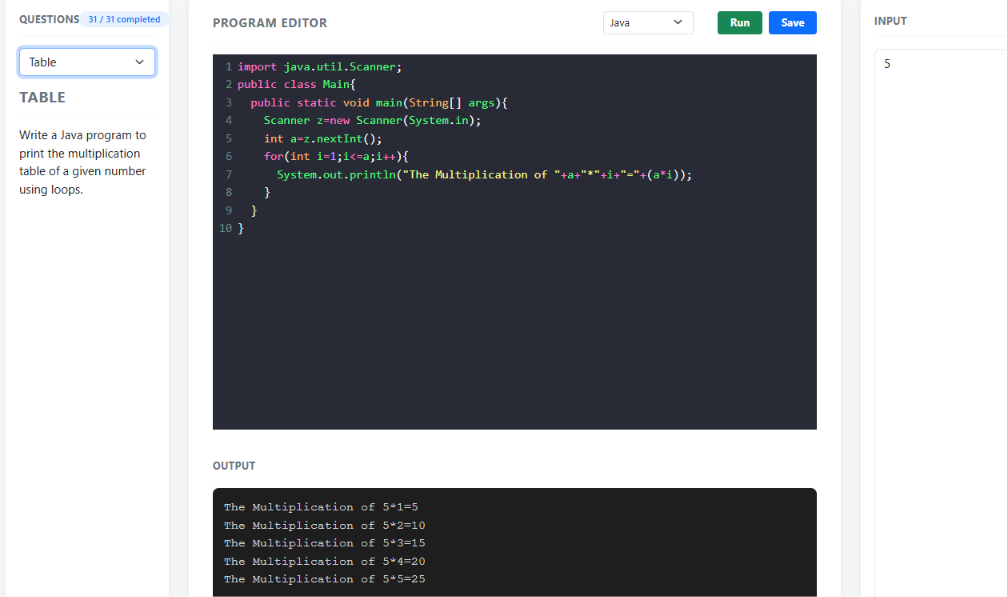 QUESTIONS 31 / 31 completed
Table
TABLE
Write a Java program to
print the multiplication
table of a given number
using loops.
PROGRAM EDITOR
Java
Run
Save
1 import java.util.Scanner;
2 public class Main{
3   public static void main(String[] args){
4     Scanner z=new Scanner(System.in);
5     int a=z.nextInt();
6     for(int i=1;i<=a;i++){
7       System.out.println("The Multiplication of "+a+"*"+i+"="+(a*i));
8     }
9   }
10 }
OUTPUT
The Multiplication of 5*1=5
The Multiplication of 5*2=10
The Multiplication of 5*3=15
The Multiplication of 5*4=20
The Multiplication of 5*5=25
INPUT
5